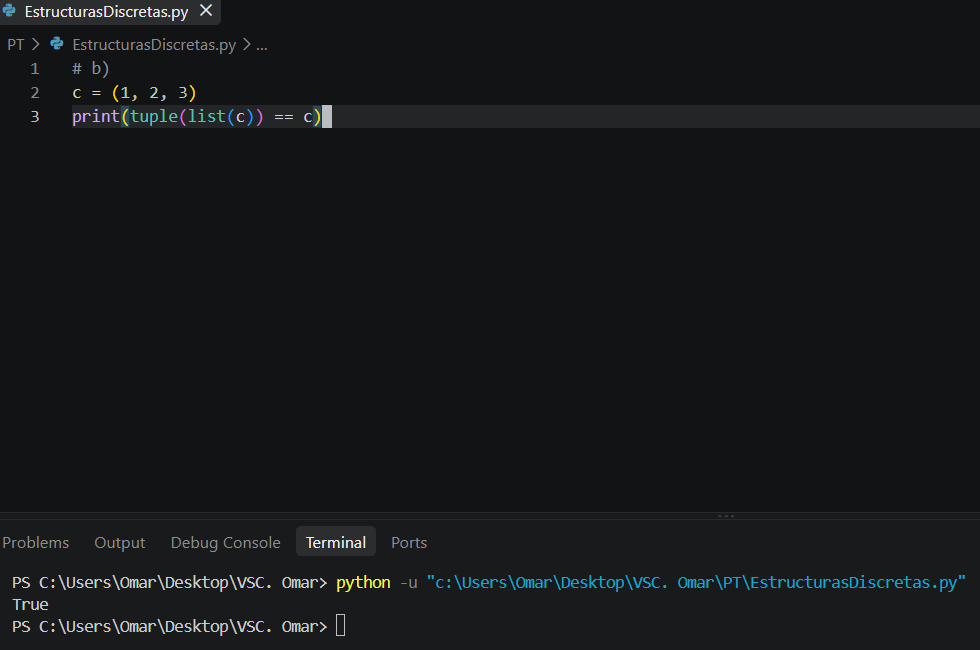 EstructurasDiscretas.py
PT > EstructurasDiscretas.py > ...
1 # b)
2 c = (1, 2, 3)
3 print(tuple(list(c)) == c)
Problems Output Debug Console Terminal Ports
PS C:\Users\Omar\Desktop\VSC. Omar> python -u "c:\Users\Omar\Desktop\VSC. Omar\PT\EstructurasDiscretas.py"
True
PS C:\Users\Omar\Desktop\VSC. Omar>